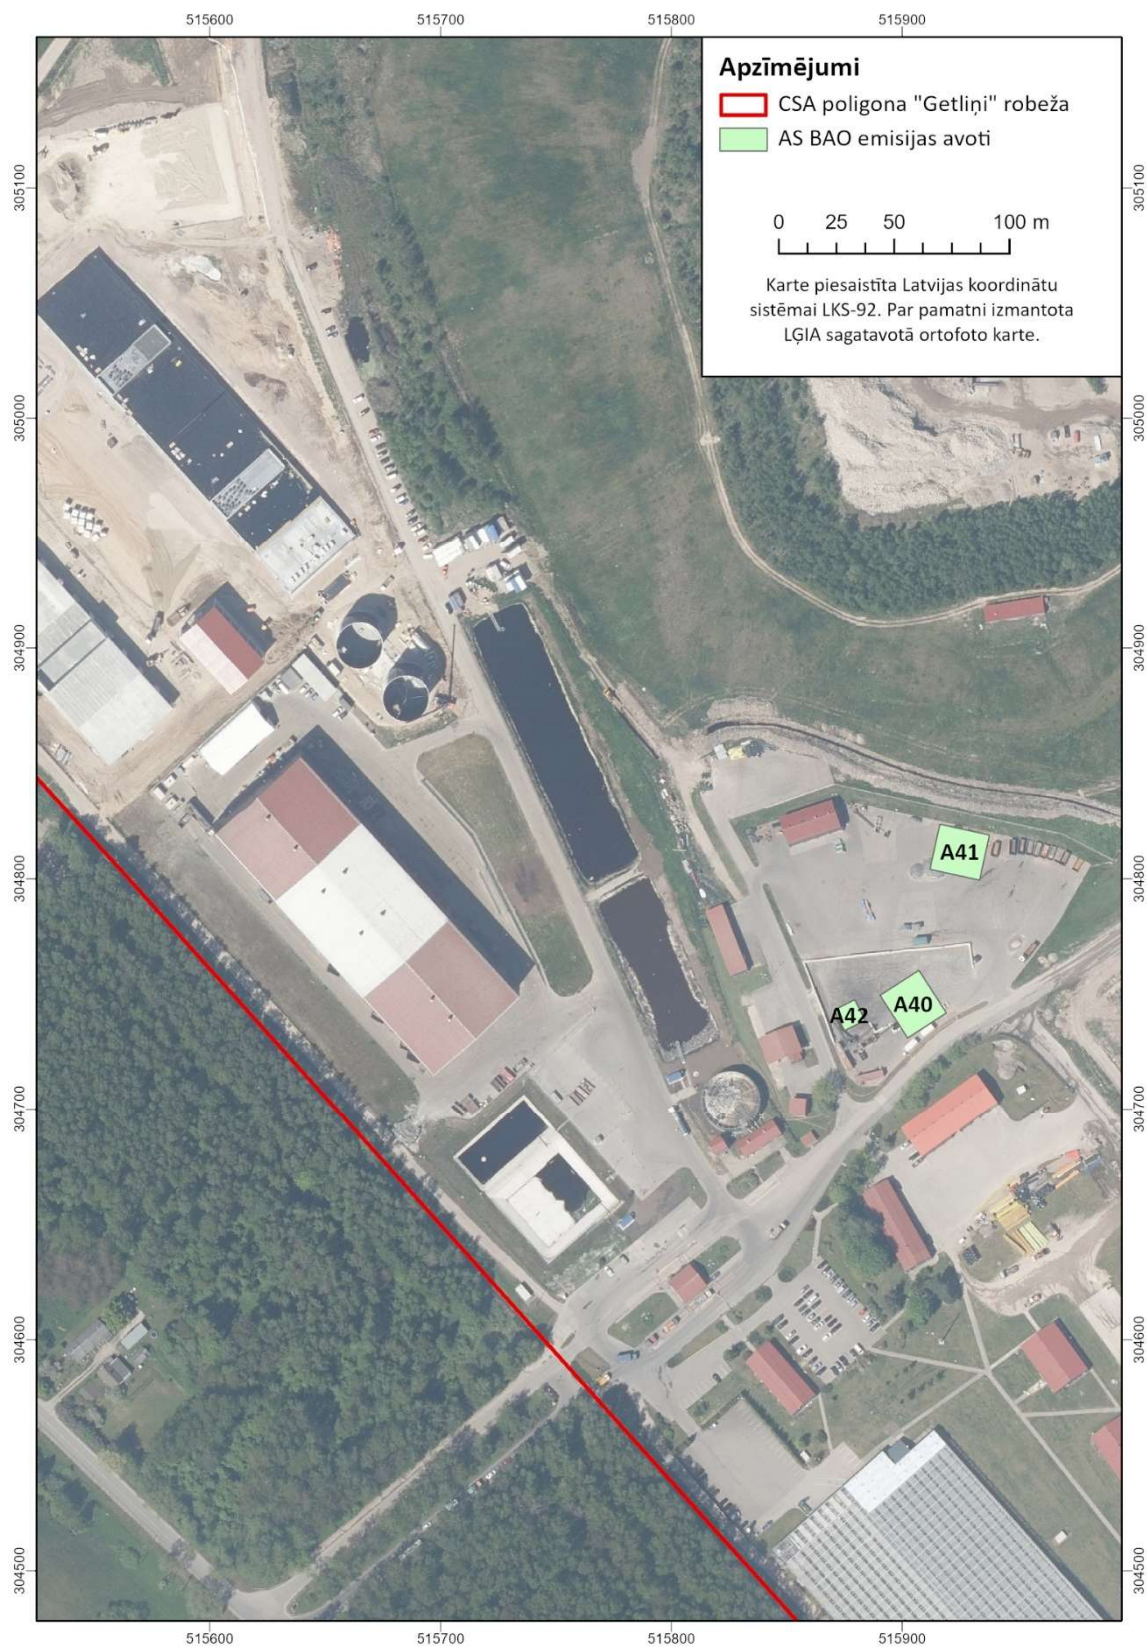 515600 515700 515800 515900
Apzīmējumi
CSA poligona "Getliņi" robeža
AS BAO emisijas avoti
0 25 50 100 m
Karte piesaistīta Latvijas koordinātu
sistēmai LKS-92. Par pamatni izmantota
LĢIA sagatavotā ortofoto karte.
305100 305100
305000 305000
304900 304900
A41
304800 304800
A40
A42
304700 304700
304600 304600
304500 304500
515600 515700 515800 515900